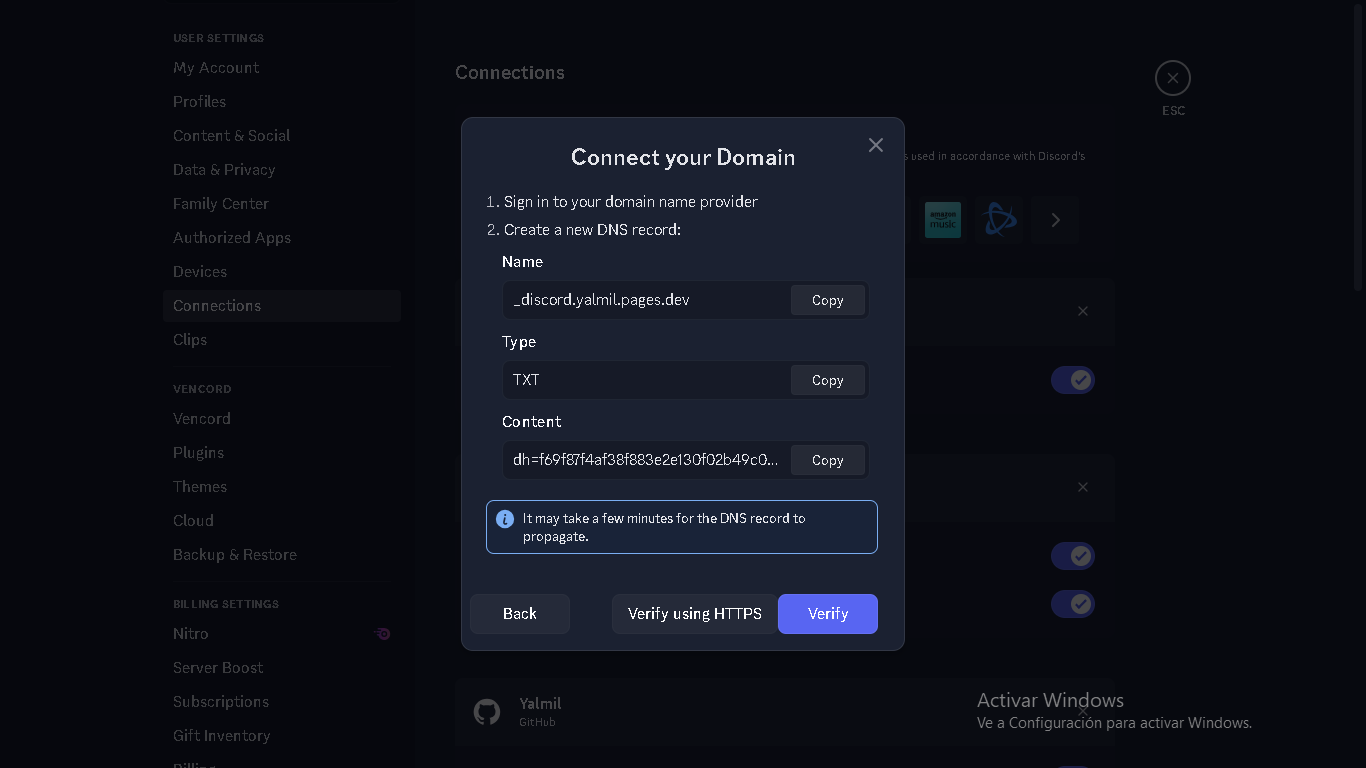 USER SETTINGS
My Account
Profiles
Content & Social
Data & Privacy
Family Center
Authorized Apps
Devices
Connections
Clips
VENCORD
Vencord
Plugins
Themes
Cloud
Backup & Restore
BILLING SETTINGS
Nitro
Server Boost
Subscriptions
Gift Inventory
Billing
Connections
ESC
used in accordance with Discord's
amazon
music
Connect your Domain
1. Sign in to your domain name provider
2. Create a new DNS record:
Name
_discord.yalmil.pages.dev
Copy
Type
TXT
Copy
Content
dh=f69f87f4af38f883e2e130f02b49c0...
Copy
It may take a few minutes for the DNS record to
propagate.
Back
Verify using HTTPS
Verify
Yalmil
GitHub
Activar Windows
Ve a Configuración para activar Windows.